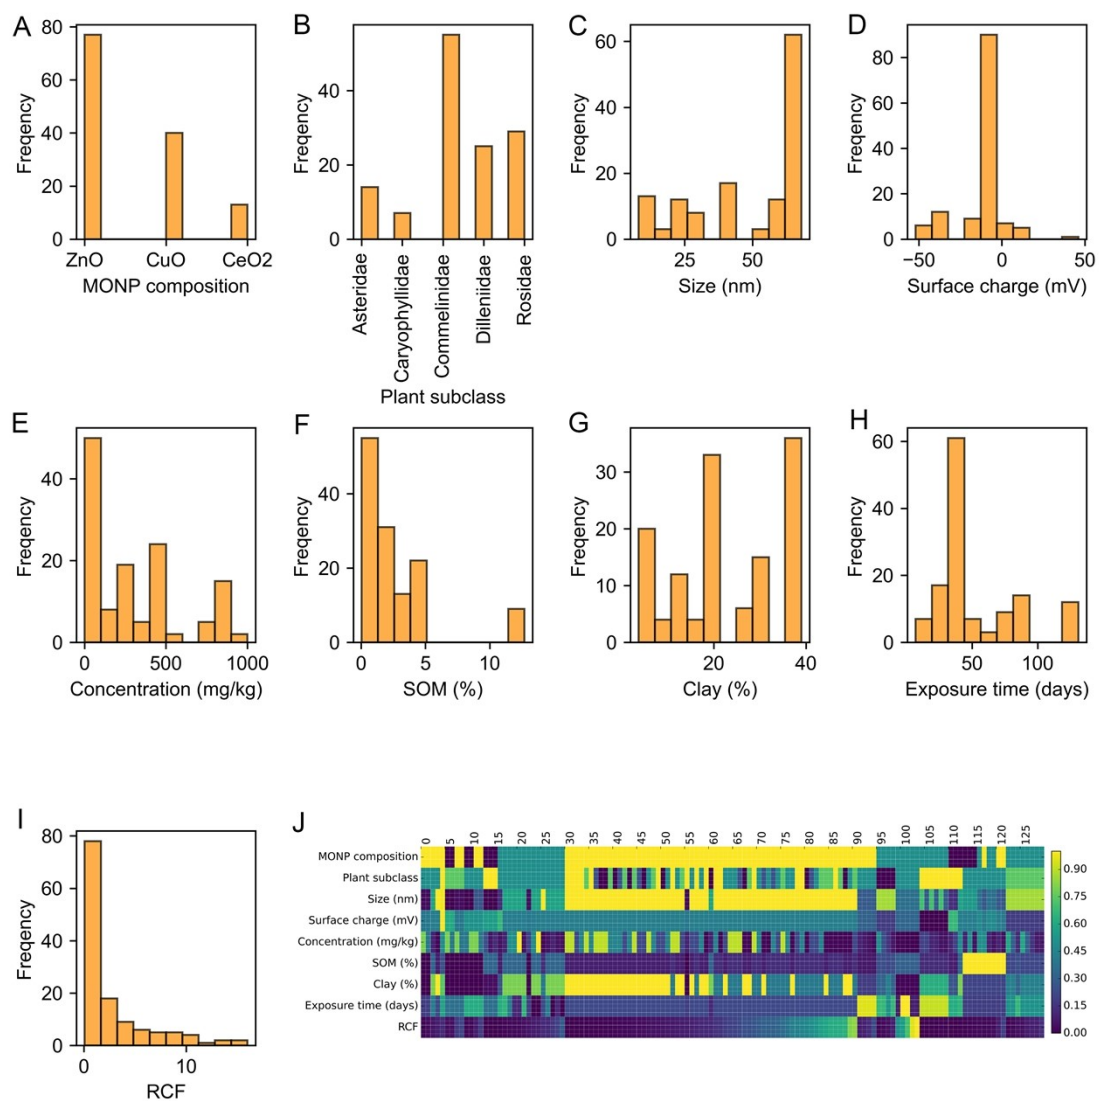 A
80
60
40
20
0
Freqency
ZnO CuO CeO2
MONP composition
B
40
20
0
Freqency
Asteridae
Caryophyllidae
Commelinidae
Dilleniidae
Rosidae
Plant subclass
C
60
40
20
0
Freqency
25 50
Size (nm)
D
80
60
40
20
0
Freqency
−50 0 50
Surface charge (mV)
E
40
20
0
Freqency
0 500 1000
Concentration (mg/kg)
F
40
20
0
Freqency
0 5 10
SOM (%)
G
30
20
10
0
Freqency
20 40
Clay (%)
H
60
40
20
0
Freqency
50 100
Exposure time (days)
I
80
60
40
20
0
Freqency
0 10
RCF
J
0 5 10 15 20 25 30 35 40 45 50 55 60 65 70 75 80 85 90 95 100 105 110 115 120 125
MONP composition
Plant subclass
Size (nm)
Surface charge (mV)
Concentration (mg/kg)
SOM (%)
Clay (%)
Exposure time (days)
RCF
0.90
0.75
0.60
0.45
0.30
0.15
0.00